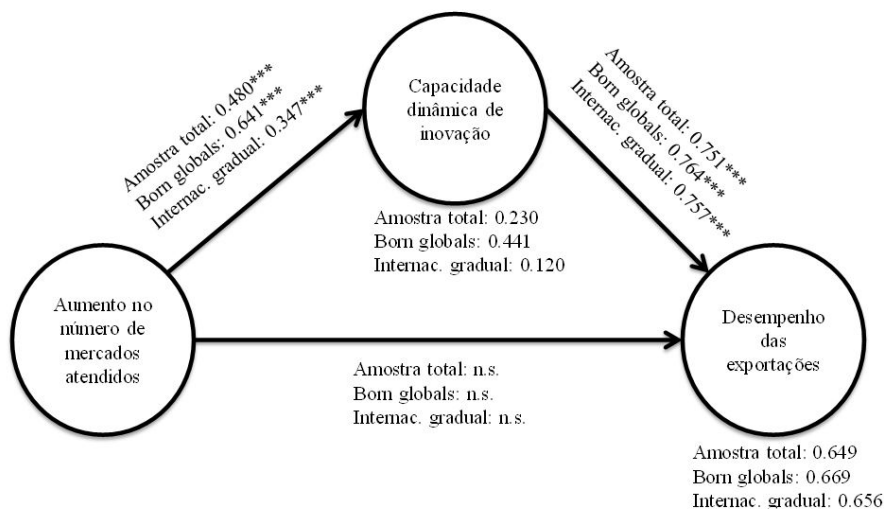 Capacidade
dinâmica de
inovação
Amostra total: 0.480***
Born globals: 0.641***
Internac. gradual: 0.347***
Amostra total: 0.751***
Born globals: 0.764***
Internac. gradual: 0.757***
Amostra total: 0.230
Born globals: 0.441
Internac. gradual: 0.120
Aumento no
número de
mercados
atendidos
Desempenho
das
exportações
Amostra total: n.s.
Born globals: n.s.
Internac. gradual: n.s.
Amostra total: 0.649
Born globals: 0.669
Internac. gradual: 0.656